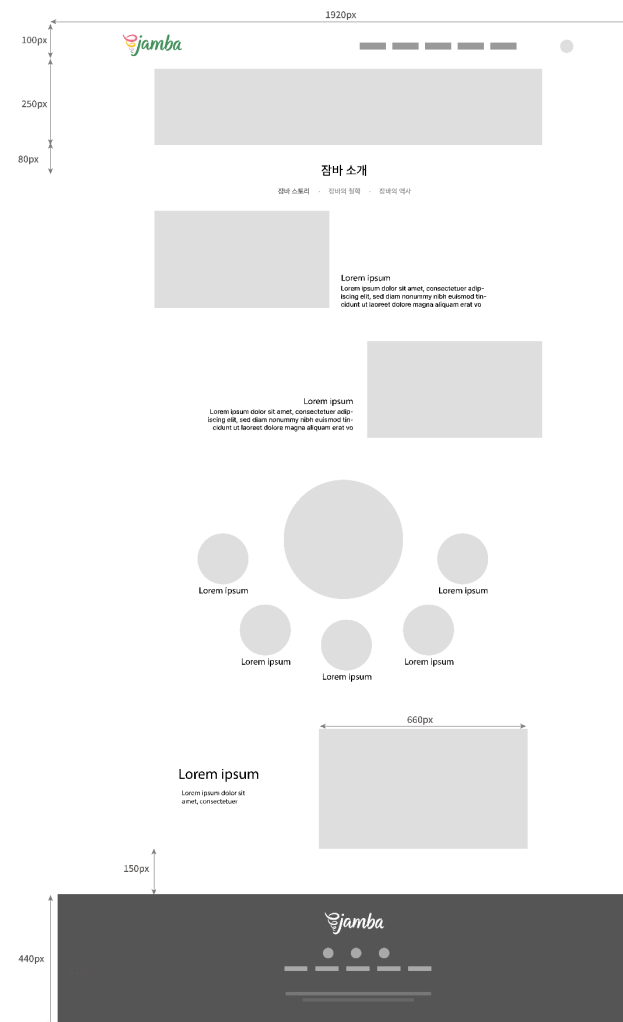 1920px
100px
jamba
250px
80px
잠바 소개
잠바 스토리 · 잠바의 철학 · 잠바의 역사
Lorem ipsum
Lorem ipsum dolor sit amet, consectetuer adip-
iscing elit, sed diam nonummy nibh euismod tin-
cidunt ut laoreet dolore magna aliquam erat vo
Lorem ipsum
Lorem ipsum dolor sit amet, consectetuer adip-
iscing elit, sed diam nonummy nibh euismod tin-
cidunt ut laoreet dolore magna aliquam erat vo
Lorem ipsum
Lorem ipsum
Lorem ipsum
Lorem ipsum
Lorem ipsum
660px
Lorem ipsum
Lorem ipsum dolor sit
amet, consectetuer
150px
jamba
440px